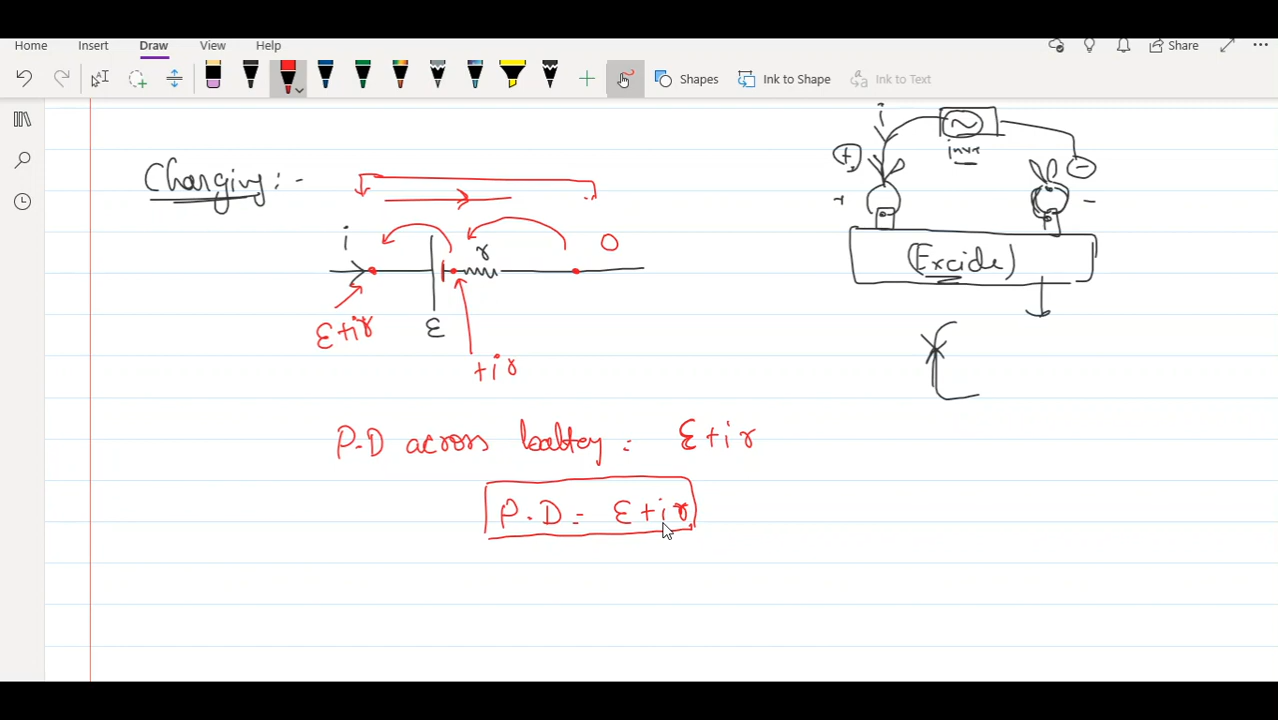 Home Insert Draw View Help
Share
Shapes Ink to Shape Ink to Text
Charging:-
i
r
0
ε+ir
ε
+ir
i
+
inver
-
+
-
(Excide)
P.D across battery = ε+ir
P.D = ε+ir